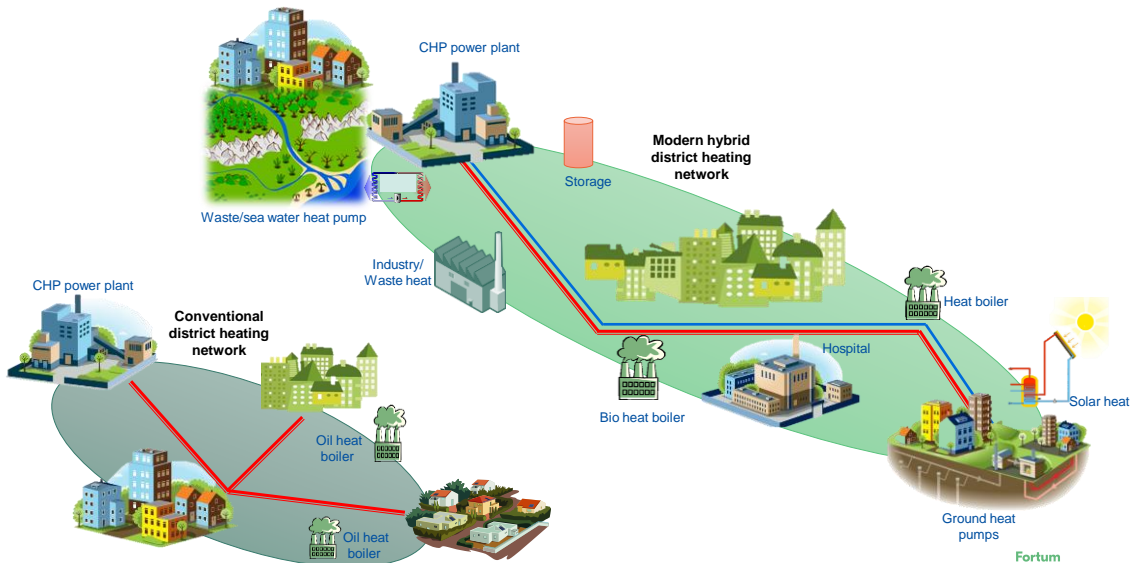 CHP power plant
Modern hybrid
district heating
network
Storage
Waste/sea water heat pump
Industry/
Waste heat
CHP power plant
Conventional
district heating
network
Heat boiler
Hospital
Solar heat
Bio heat boiler
Oil heat
boiler
Oil heat
boiler
Ground heat
pumps
Fortum